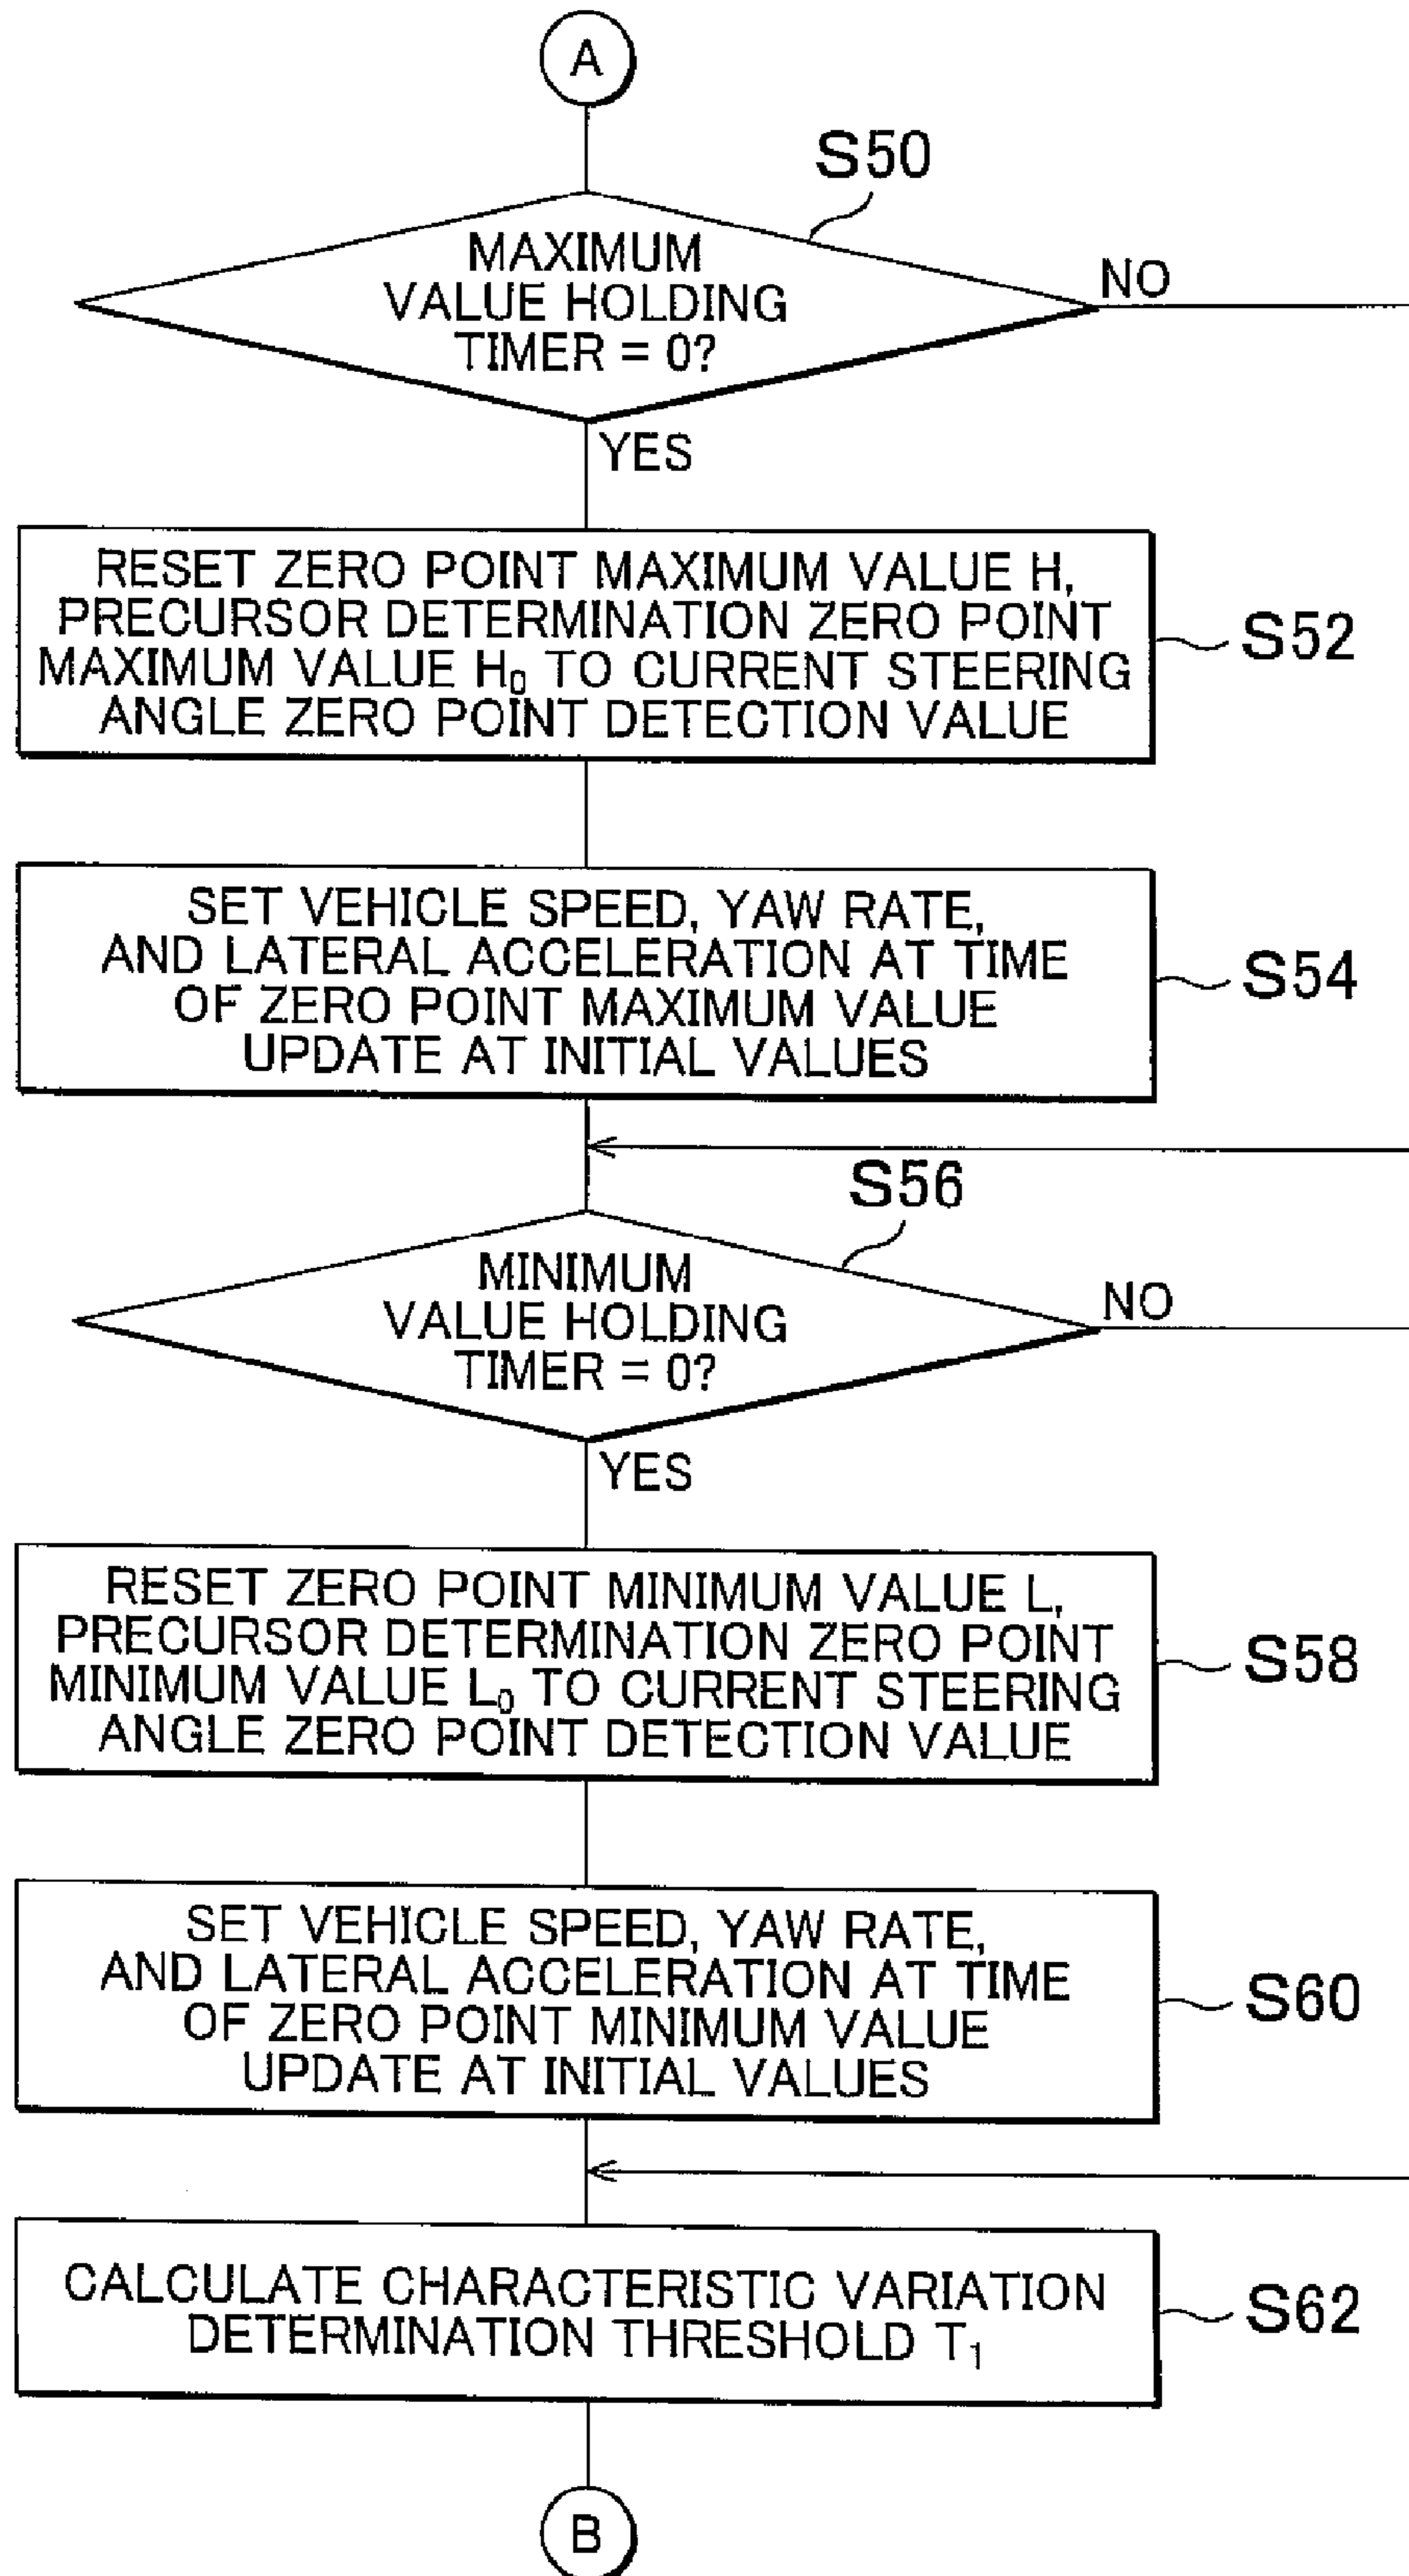 A
S50
MAXIMUM
VALUE HOLDING
TIMER = 0?
NO
YES
RESET ZERO POINT MAXIMUM VALUE H,
PRECURSOR DETERMINATION ZERO POINT
MAXIMUM VALUE H₀ TO CURRENT STEERING
ANGLE ZERO POINT DETECTION VALUE
S52
SET VEHICLE SPEED, YAW RATE,
AND LATERAL ACCELERATION AT TIME
OF ZERO POINT MAXIMUM VALUE
UPDATE AT INITIAL VALUES
S54
S56
MINIMUM
VALUE HOLDING
TIMER = 0?
NO
YES
RESET ZERO POINT MINIMUM VALUE L,
PRECURSOR DETERMINATION ZERO POINT
MINIMUM VALUE L₀ TO CURRENT STEERING
ANGLE ZERO POINT DETECTION VALUE
S58
SET VEHICLE SPEED, YAW RATE,
AND LATERAL ACCELERATION AT TIME
OF ZERO POINT MINIMUM VALUE
UPDATE AT INITIAL VALUES
S60
CALCULATE CHARACTERISTIC VARIATION
DETERMINATION THRESHOLD T₁
S62
B